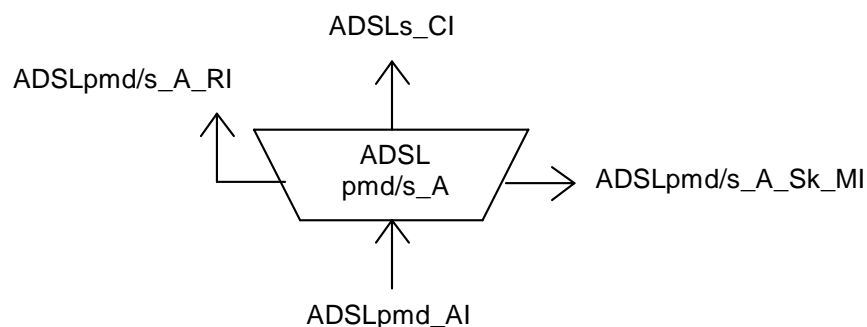 ADSLs_CI
ADSLpmd/s_A_RI
ADSL
pmd/s_A
ADSLpmd/s_A_Sk_MI
ADSLpmd_AI